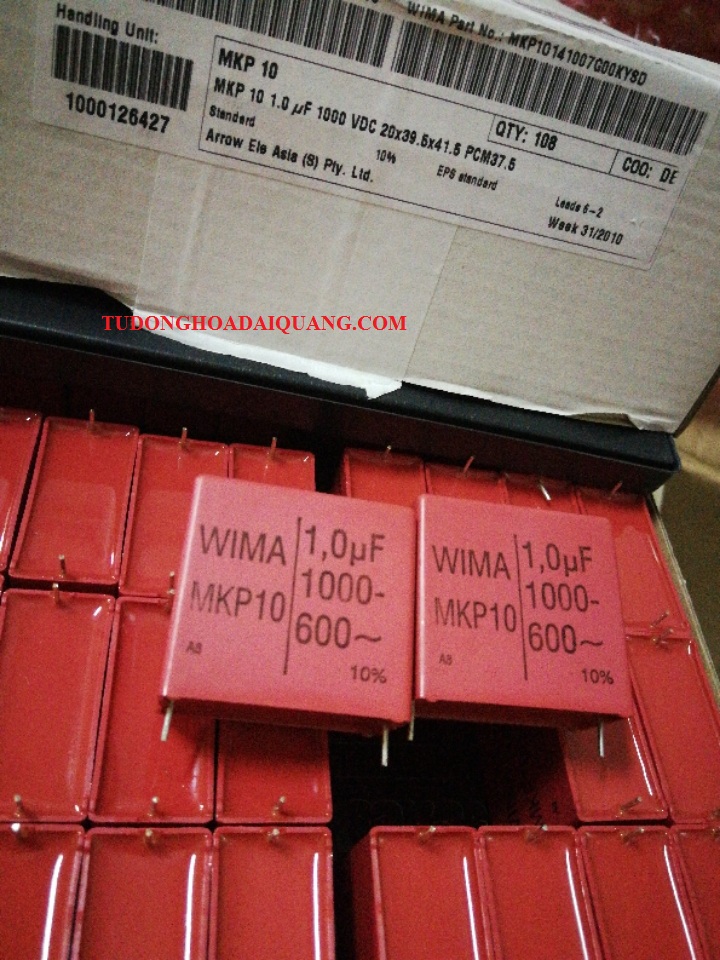 WIMA Part No.: MKP10141007G00KYSD
Handling Unit:
1000126427
MKP 10
MKP 10 1.0 µF 1000 VDC 20x39.5x41.5 PCM37.5
Standard 10% EPS standard
Arrow Ele Asia (S) Pty. Ltd.
QTY: 108
COO: DE
Leads 6-2
Week 31/2010
TUDONGHOADAIQUANG.COM
WIMA
MKP10
A8
1,0µF
1000-
600~
10%
WIMA
MKP10
A8
1,0µF
1000-
600~
10%